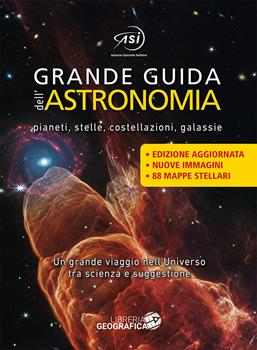 asi
Agenzia Spaziale Italiana
GRANDE GUIDA
dell'ASTRONOMIA
pianeti, stelle, costellazioni, galassie
• EDIZIONE AGGIORNATA
• NUOVE IMMAGINI
• 88 MAPPE STELLARI
Un grande viaggio nell'Universo
tra scienza e suggestione
LIBRERIA
GEOGRAFICA